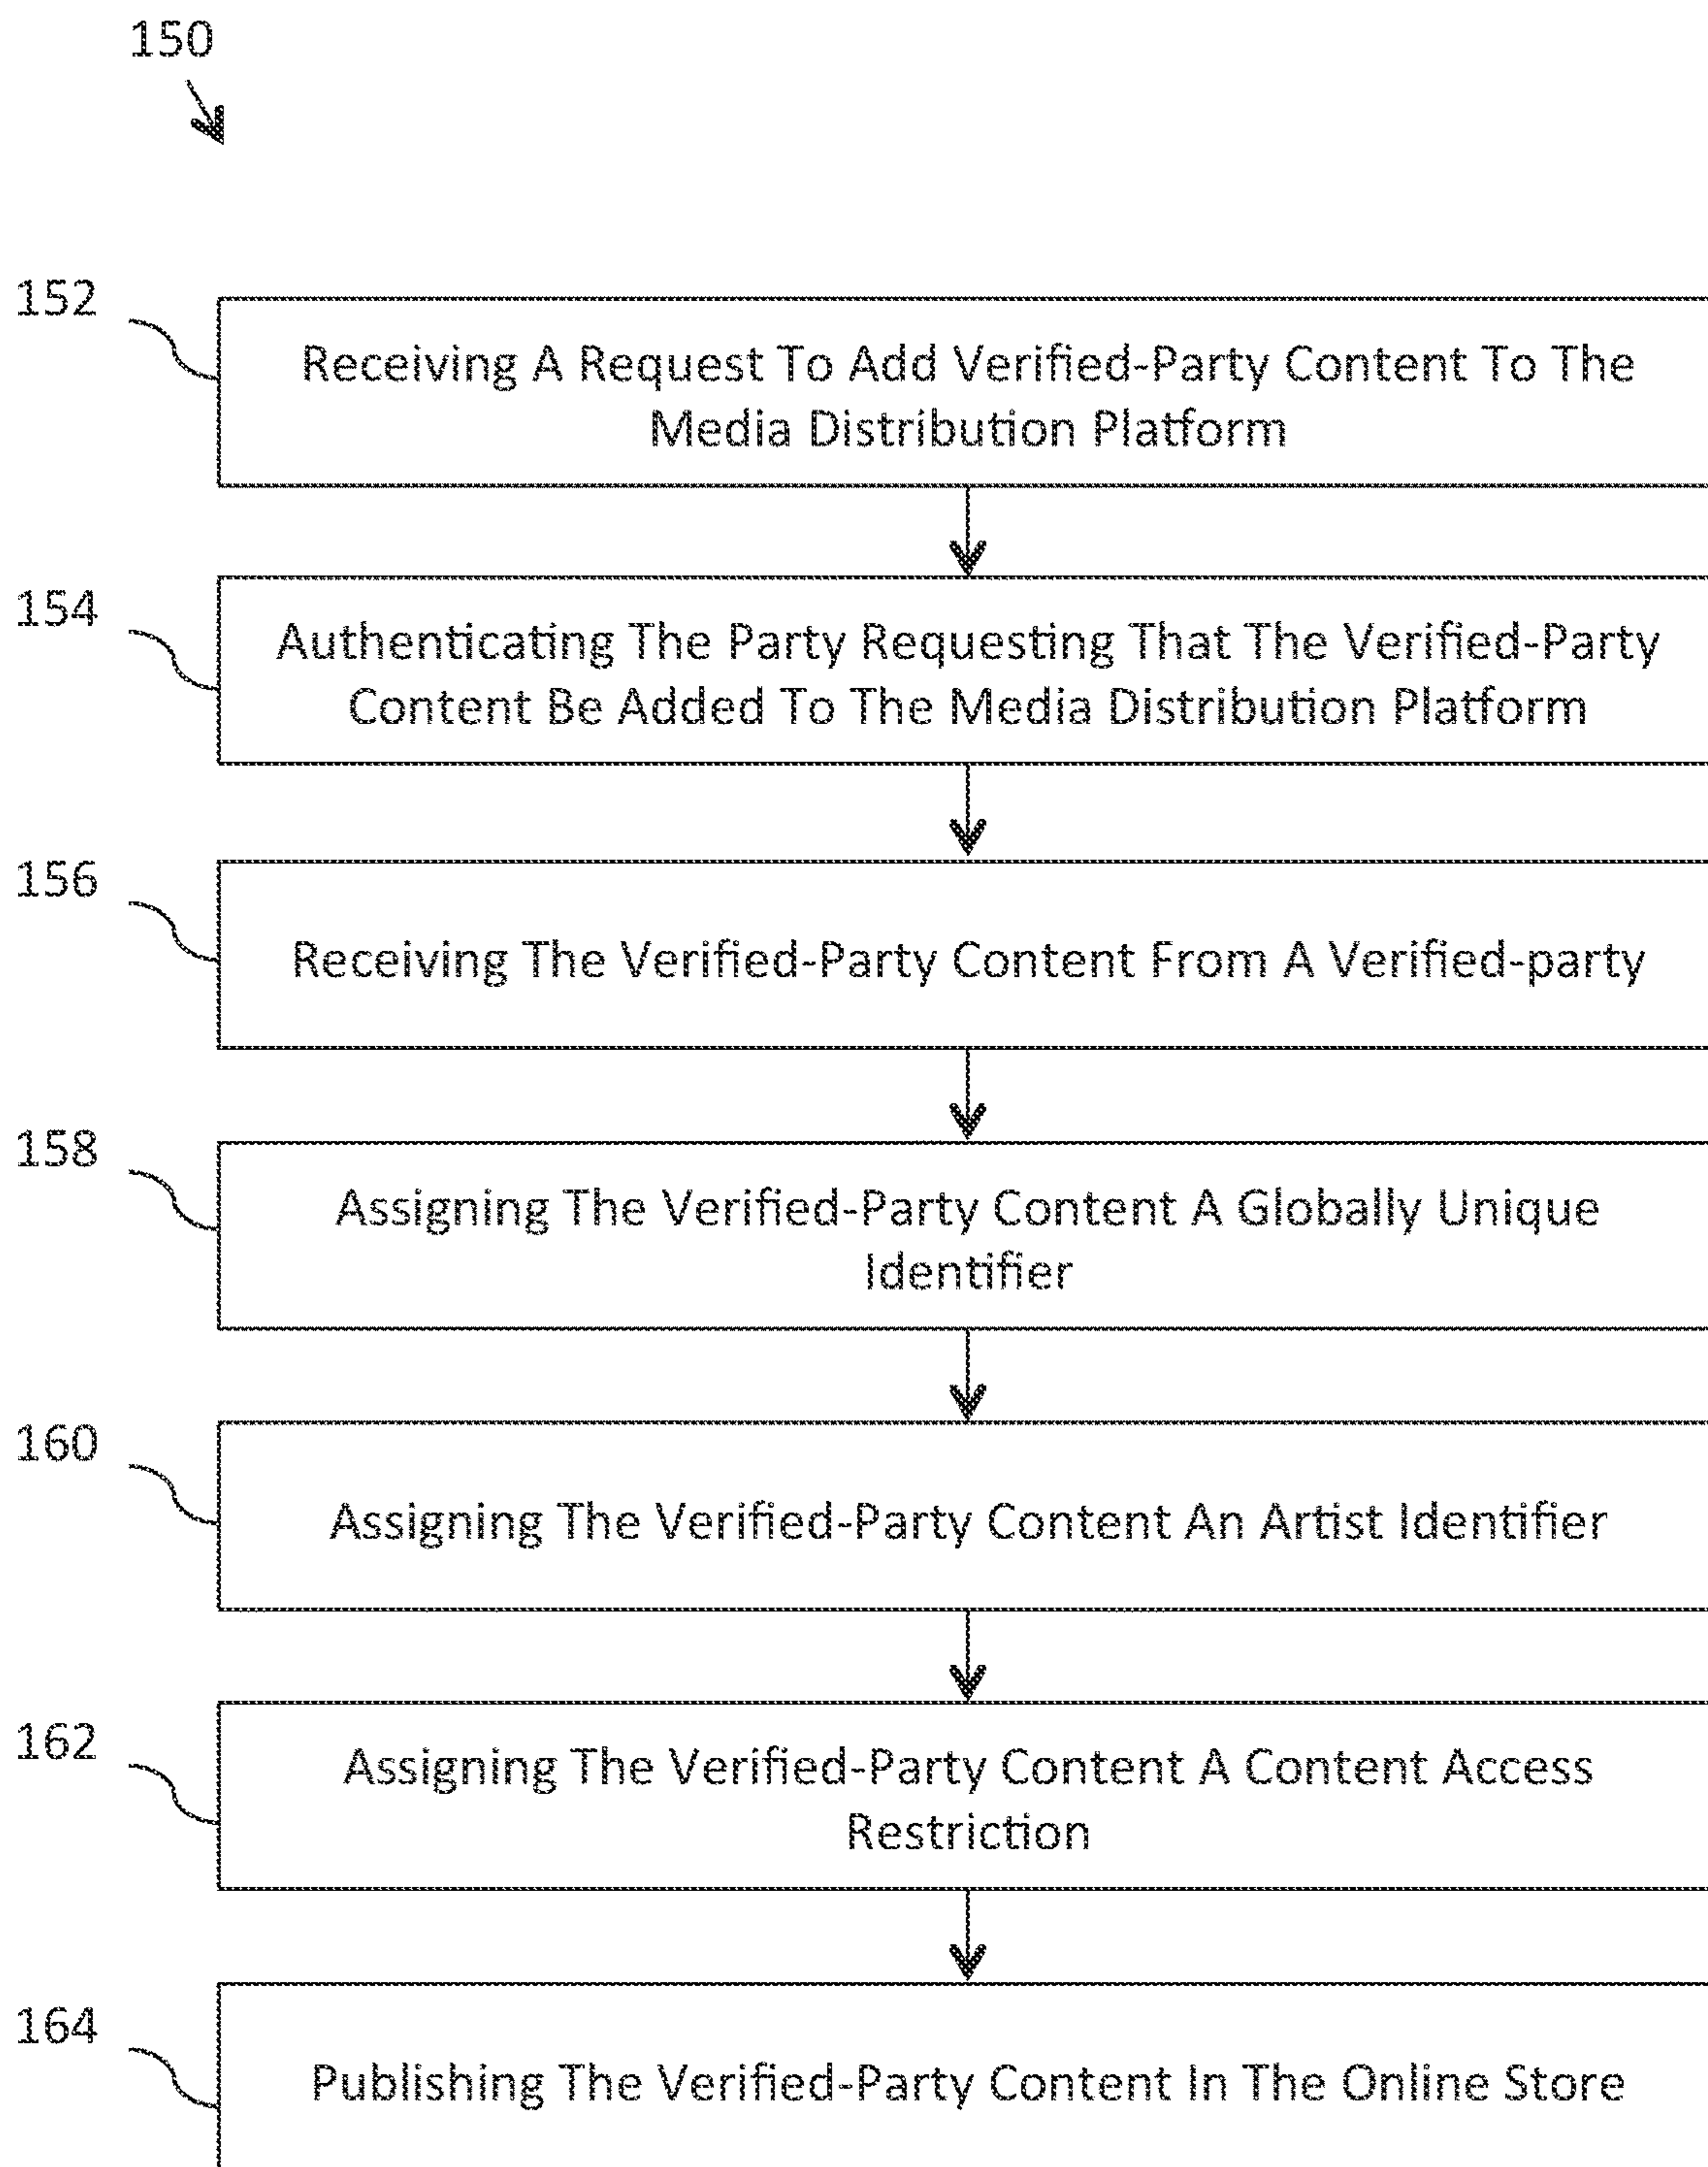 150
152
Receiving A Request To Add Verified-Party Content To The
Media Distribution Platform
154
Authenticating The Party Requesting That The Verified-Party
Content Be Added To The Media Distribution Platform
156
Receiving The Verified-Party Content From A Verified-party
158
Assigning The Verified-Party Content A Globally Unique
Identifier
160
Assigning The Verified-Party Content An Artist Identifier
162
Assigning The Verified-Party Content A Content Access
Restriction
164
Publishing The Verified-Party Content In The Online Store